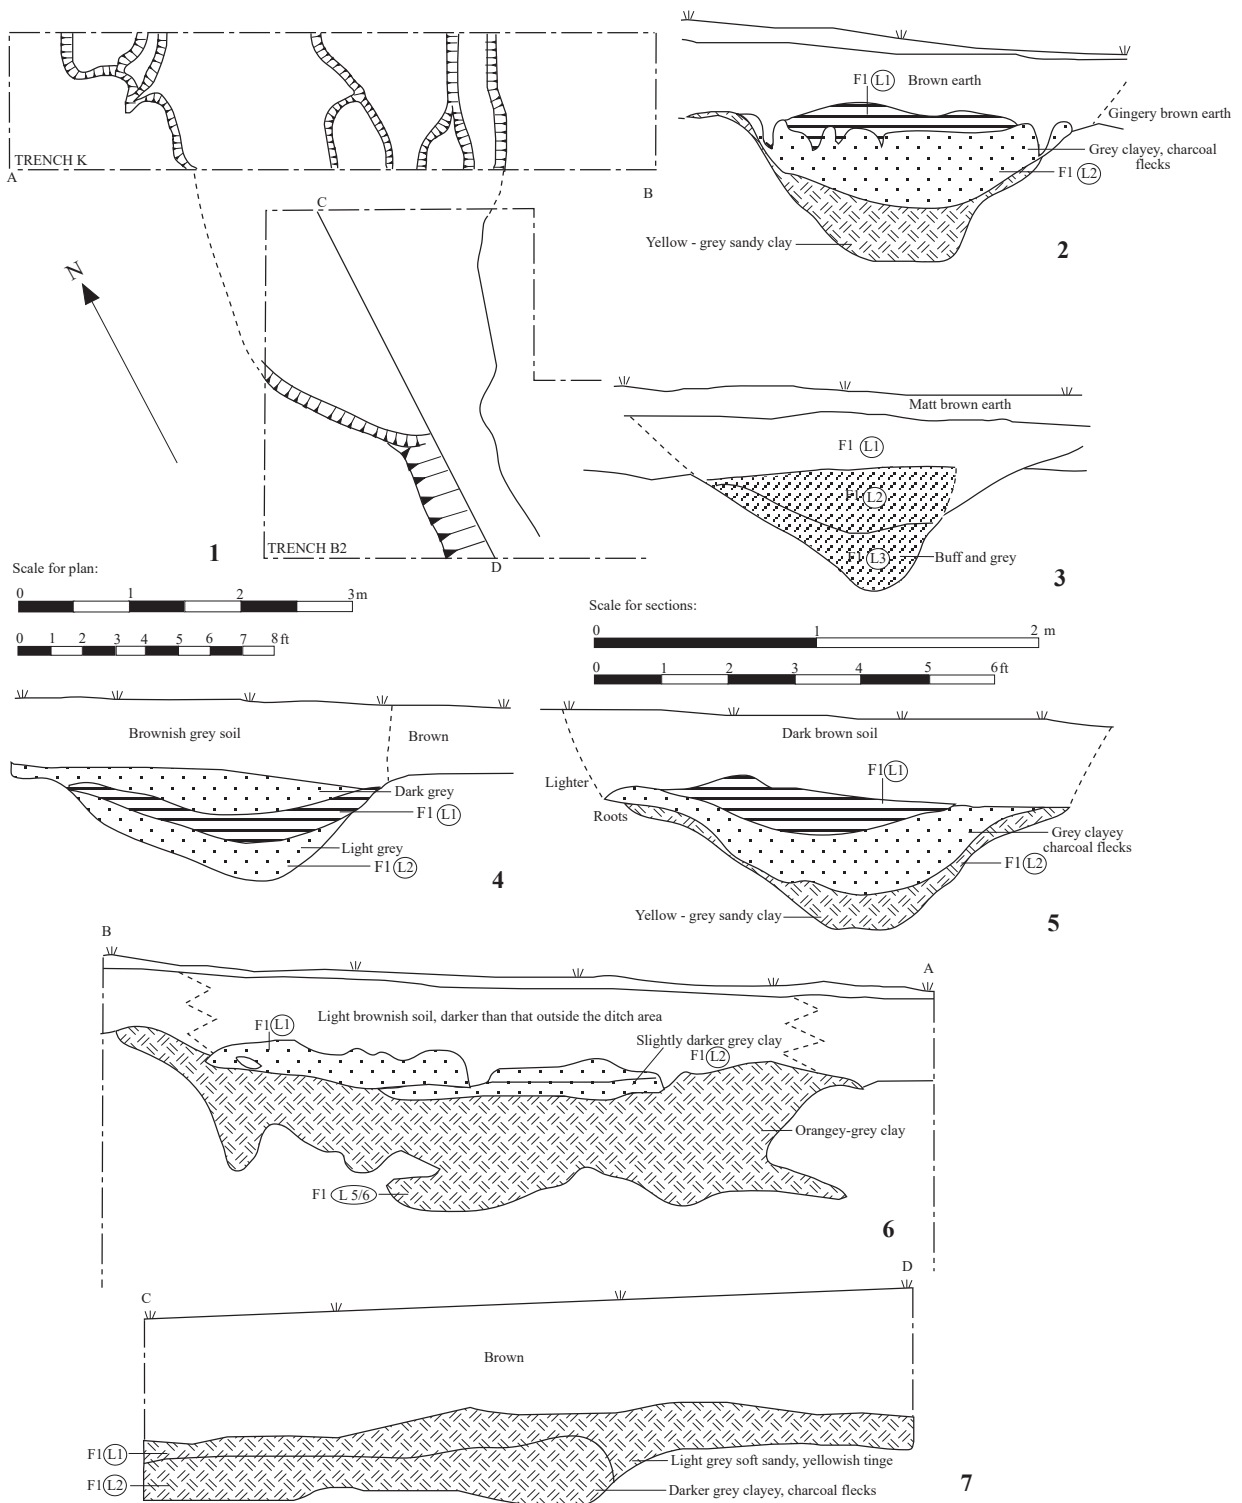 TRENCH K
A
B
C
N
TRENCH B2
D
1
F1 L1 Brown earth
Gingery brown earth
Grey clayey, charcoal
flecks
F1 L2
Yellow - grey sandy clay
2
Matt brown earth
F1 L1
F1 L2
F1 L3
Buff and grey
3
Scale for plan:
0 1 2 3 m
0 1 2 3 4 5 6 7 8 ft
Scale for sections:
0 1 2 m
0 1 2 3 4 5 6 ft
Brownish grey soil
Brown
Dark grey
F1 L1
Light grey
F1 L2
4
Dark brown soil
Lighter
F1 L1
Roots
Grey clayey
charcoal flecks
F1 L2
Yellow - grey sandy clay
5
B
A
Light brownish soil, darker than that outside the ditch area
F1 L1
Slightly darker grey clay
F1 L2
Orangey-grey clay
F1 L 5/6
6
C
D
Brown
F1 L1
F1 L2
Light grey soft sandy, yellowish tinge
Darker grey clayey, charcoal flecks
7